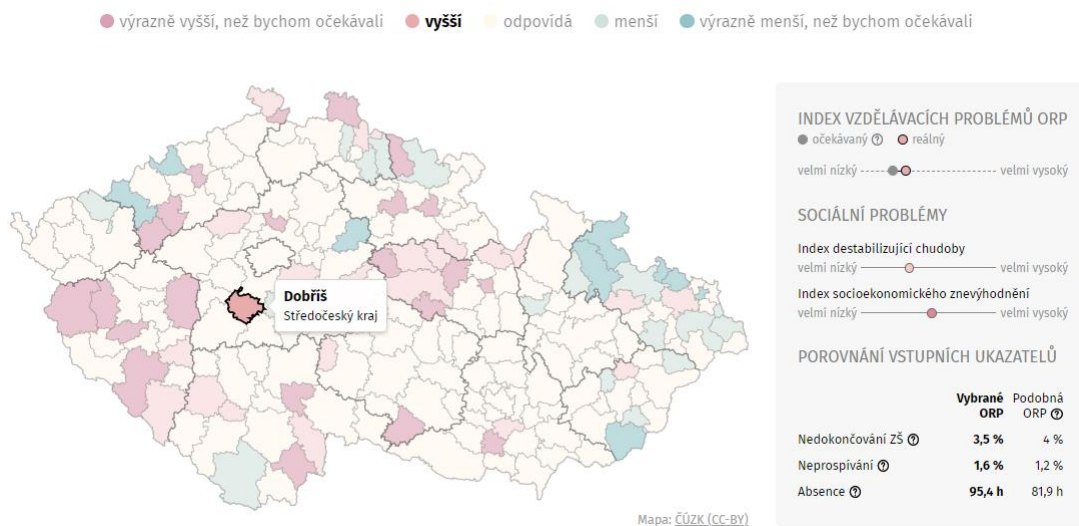 výrazně vyšší, než bychom očekávali vyšší odpovídá menší výrazně menší, než bychom očekávali
Dobříš
Středočeský kraj
Mapa: ČÚZK (CC-BY)
INDEX VZDĚLÁVACÍCH PROBLÉMŮ ORP
očekávaný ? reálný
velmi nízký velmi vysoký
SOCIÁLNÍ PROBLÉMY
Index destabilizující chudoby
velmi nízký velmi vysoký
Index socioekonomického znevýhodnění
velmi nízký velmi vysoký
POROVNÁNÍ VSTUPNÍCH UKAZATELŮ
Vybrané Podobná
ORP ORP ?
Nedokončování ZŠ ? 3,5 % 4 %
Neprospívání ? 1,6 % 1,2 %
Absence ? 95,4 h 81,9 h